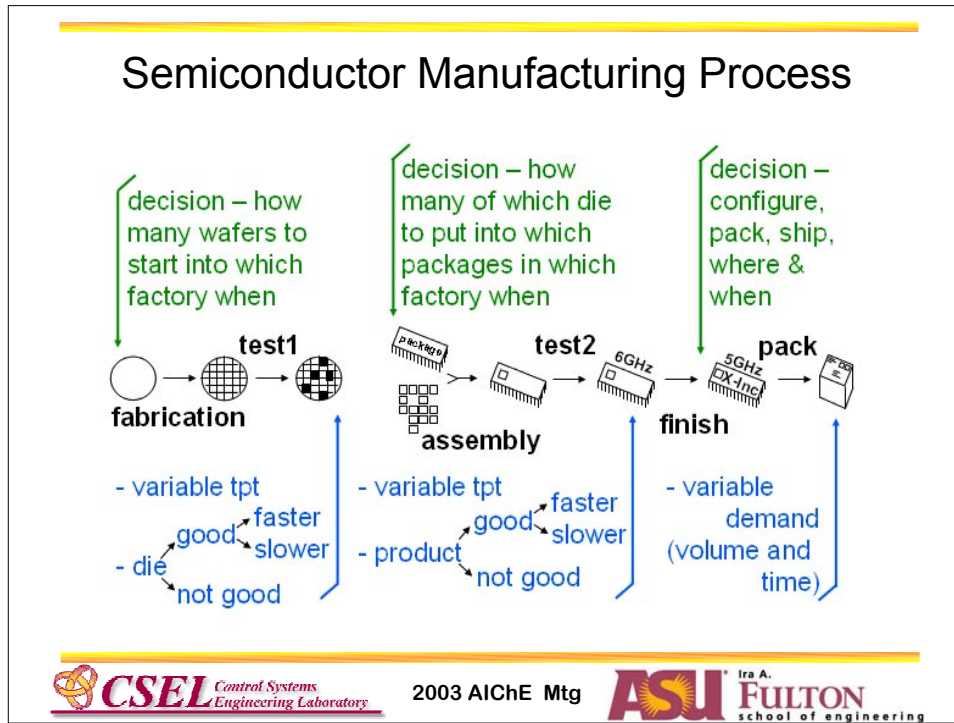 Semiconductor Manufacturing Process
decision – how
many wafers to
start into which
factory when
decision – how
many of which die
to put into which
packages in which
factory when
decision –
configure,
pack, ship,
where &
when
test1
package
test2
6GHz
5GHz
X-Inc
pack
fabrication
assembly
finish
- variable tpt
- die
good
faster
slower
not good
- variable tpt
- product
good
faster
slower
not good
- variable
demand
(volume and
time)
CSEL Control Systems
Engineering Laboratory
2003 AIChE Mtg
ASU Ira A.
FULTON
school of engineering